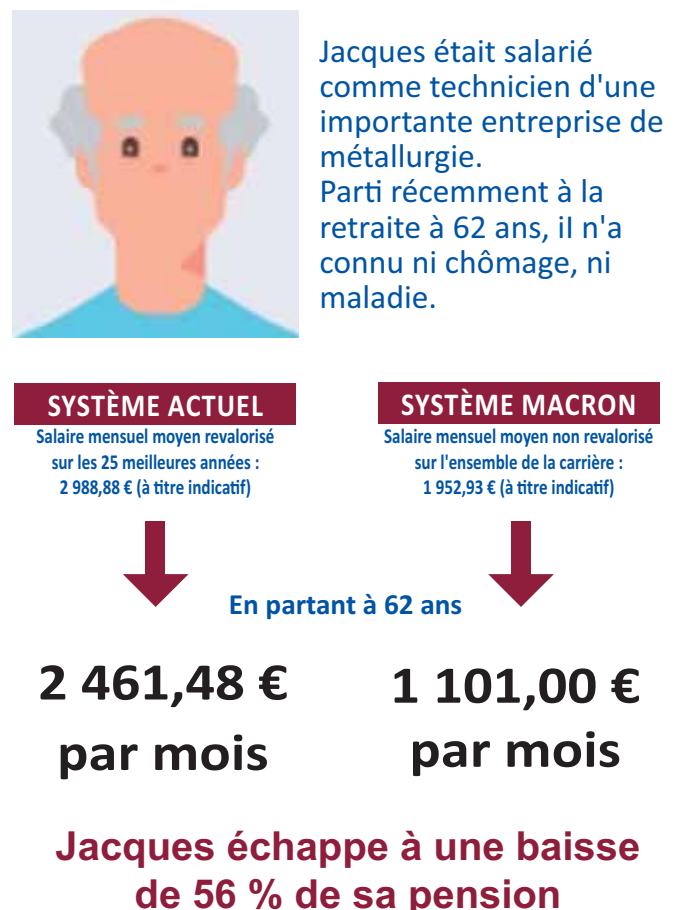 Jacques était salarié
comme technicien d'une
importante entreprise de
métallurgie.
Parti récemment à la
retraite à 62 ans, il n'a
connu ni chômage, ni
maladie.
SYSTÈME ACTUEL
Salaire mensuel moyen revalorisé
sur les 25 meilleures années :
2 988,88 € (à titre indicatif)
SYSTÈME MACRON
Salaire mensuel moyen non revalorisé
sur l'ensemble de la carrière :
1 952,93 € (à titre indicatif)
En partant à 62 ans
2 461,48 €
par mois
1 101,00 €
par mois
Jacques échappe à une baisse
de 56 % de sa pension